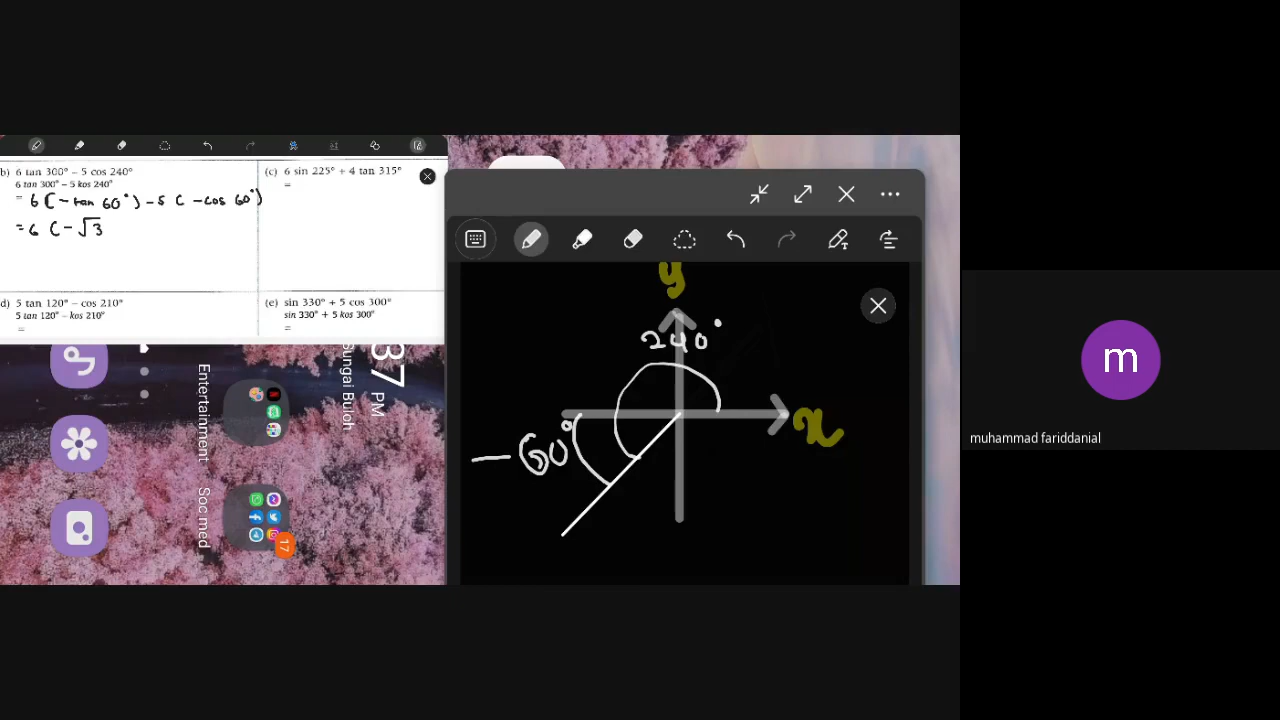 b) 6 tan 300° − 5 cos 240°
6 tan 300° − 5 kos 240°
= 6 (− tan 60°) − 5 ( − cos 60°)
= 6 (− √3
(c) 6 sin 225° + 4 tan 315°
=
d) 5 tan 120° − cos 210°
5 tan 120° − kos 210°
=
(e) sin 330° + 5 cos 300°
sin 330° + 5 kos 300°
=
37 PM
Sungai Buloh
Entertainment
Soc med
17
y
240°
x
− 60°
m
muhammad fariddanial